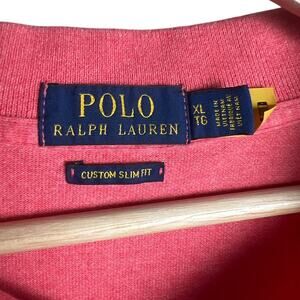 POLO
RALPH LAUREN
XL
TG
MADE IN
VIETNAM
FABRIQUÉ AU
VIET NAM
CUSTOM SLIM FIT